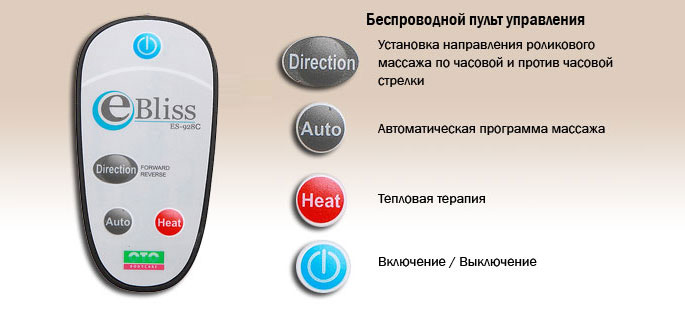 Беспроводной пульт управления
Direction
Установка направления роликового
массажа по часовой и против часовой
стрелки
Auto
Автоматическая программа массажа
Heat
Тепловая терапия
Включение / Выключение
eBliss
ES-928C
Direction
FORWARD
REVERSE
Auto
Heat
OTO
BODYCARE